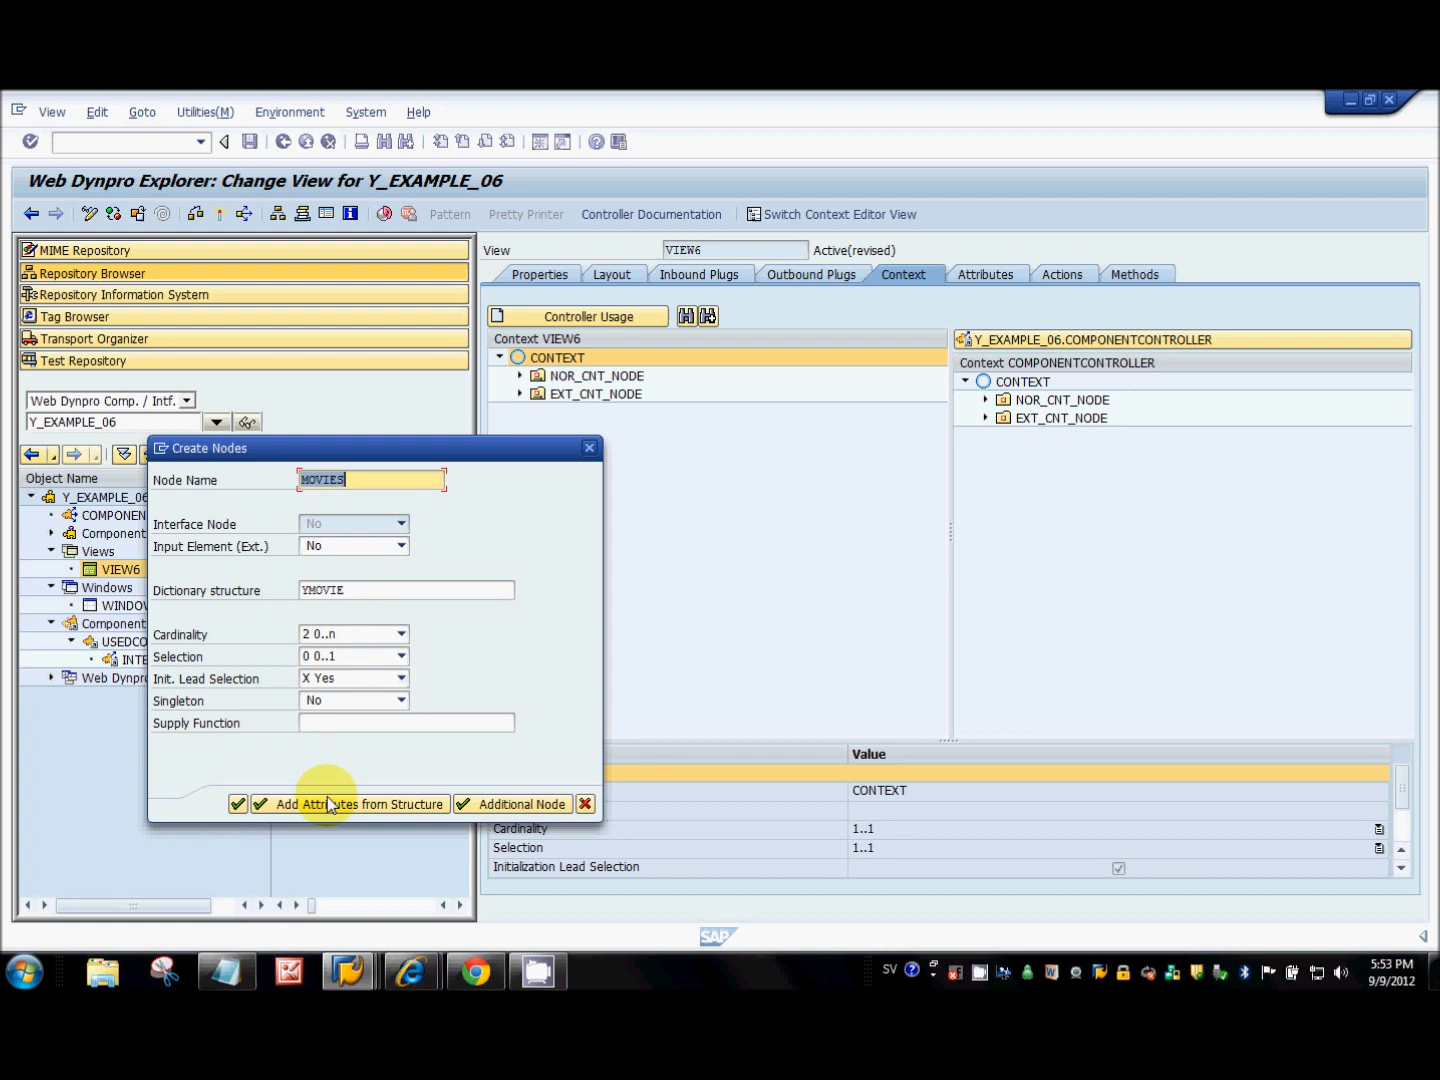 View Edit Goto Utilities(M) Environment System Help
Web Dynpro Explorer: Change View for Y_EXAMPLE_06
Pattern Pretty Printer Controller Documentation Switch Context Editor View
MIME Repository
Repository Browser
Repository Information System
Tag Browser
Transport Organizer
Test Repository
Web Dynpro Comp. / Intf.
Y_EXAMPLE_06
Object Name
Y_EXAMPLE_06
COMPONEN
Component
Views
VIEW6
Windows
WINDOV
Component
USEDCO
INTE
Web Dynpro
View VIEW6 Active(revised)
Properties Layout Inbound Plugs Outbound Plugs Context Attributes Actions Methods
Controller Usage
Context VIEW6
CONTEXT
NOR_CNT_NODE
EXT_CNT_NODE
Y_EXAMPLE_06.COMPONENTCONTROLLER
Context COMPONENTCONTROLLER
CONTEXT
NOR_CNT_NODE
EXT_CNT_NODE
Create Nodes
Node Name MOVIES
Interface Node No
Input Element (Ext.) No
Dictionary structure YMOVIE
Cardinality 2 0..n
Selection 0 0..1
Init. Lead Selection X Yes
Singleton No
Supply Function
Add Attributes from Structure Additional Node
Value
CONTEXT
Cardinality 1..1
Selection 1..1
Initialization Lead Selection
SAP
SV
5:53 PM
9/9/2012